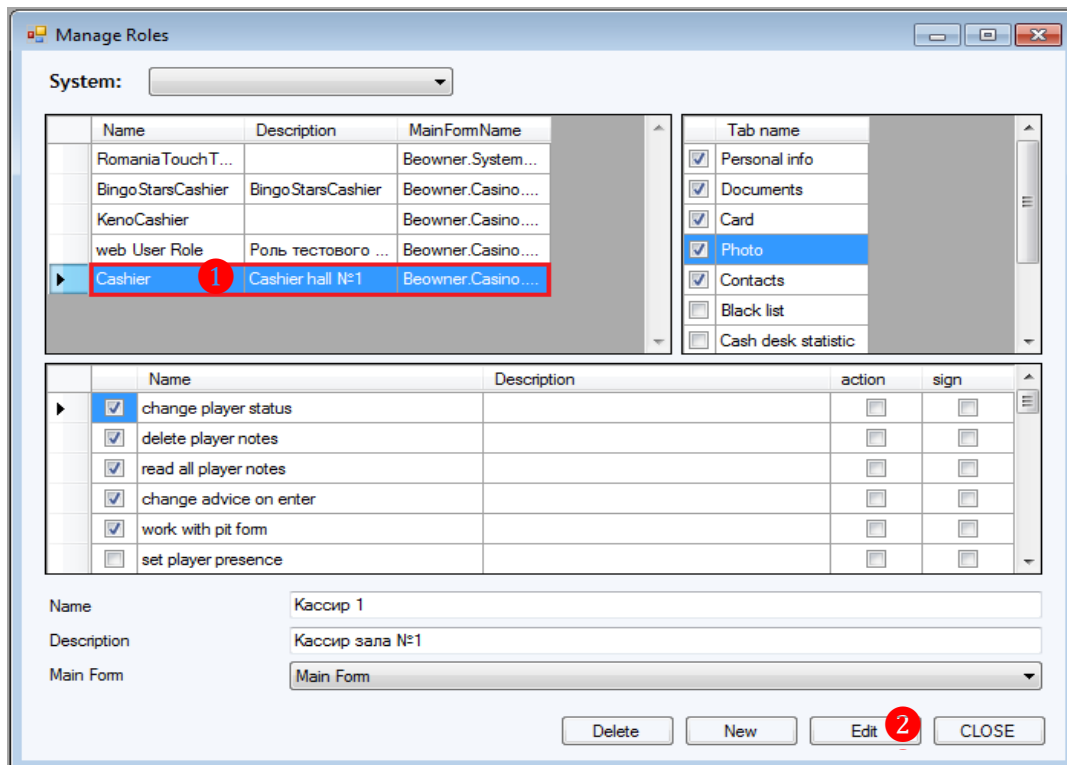 Manage Roles
System:
Name Description MainFormName
RomaniaTouchT... Beowner.System...
BingoStarsCashier BingoStarsCashier Beowner.Casino....
KenoCashier Beowner.Casino....
web User Role Роль тестового ... Beowner.Casino....
Cashier 1 Cashier hall №1 Beowner.Casino....
Tab name
Personal info
Documents
Card
Photo
Contacts
Black list
Cash desk statistic
Name Description action sign
change player status
delete player notes
read all player notes
change advice on enter
work with pit form
set player presence
Name Кассир 1
Description Кассир зала №1
Main Form Main Form
Delete New Edit 2 CLOSE